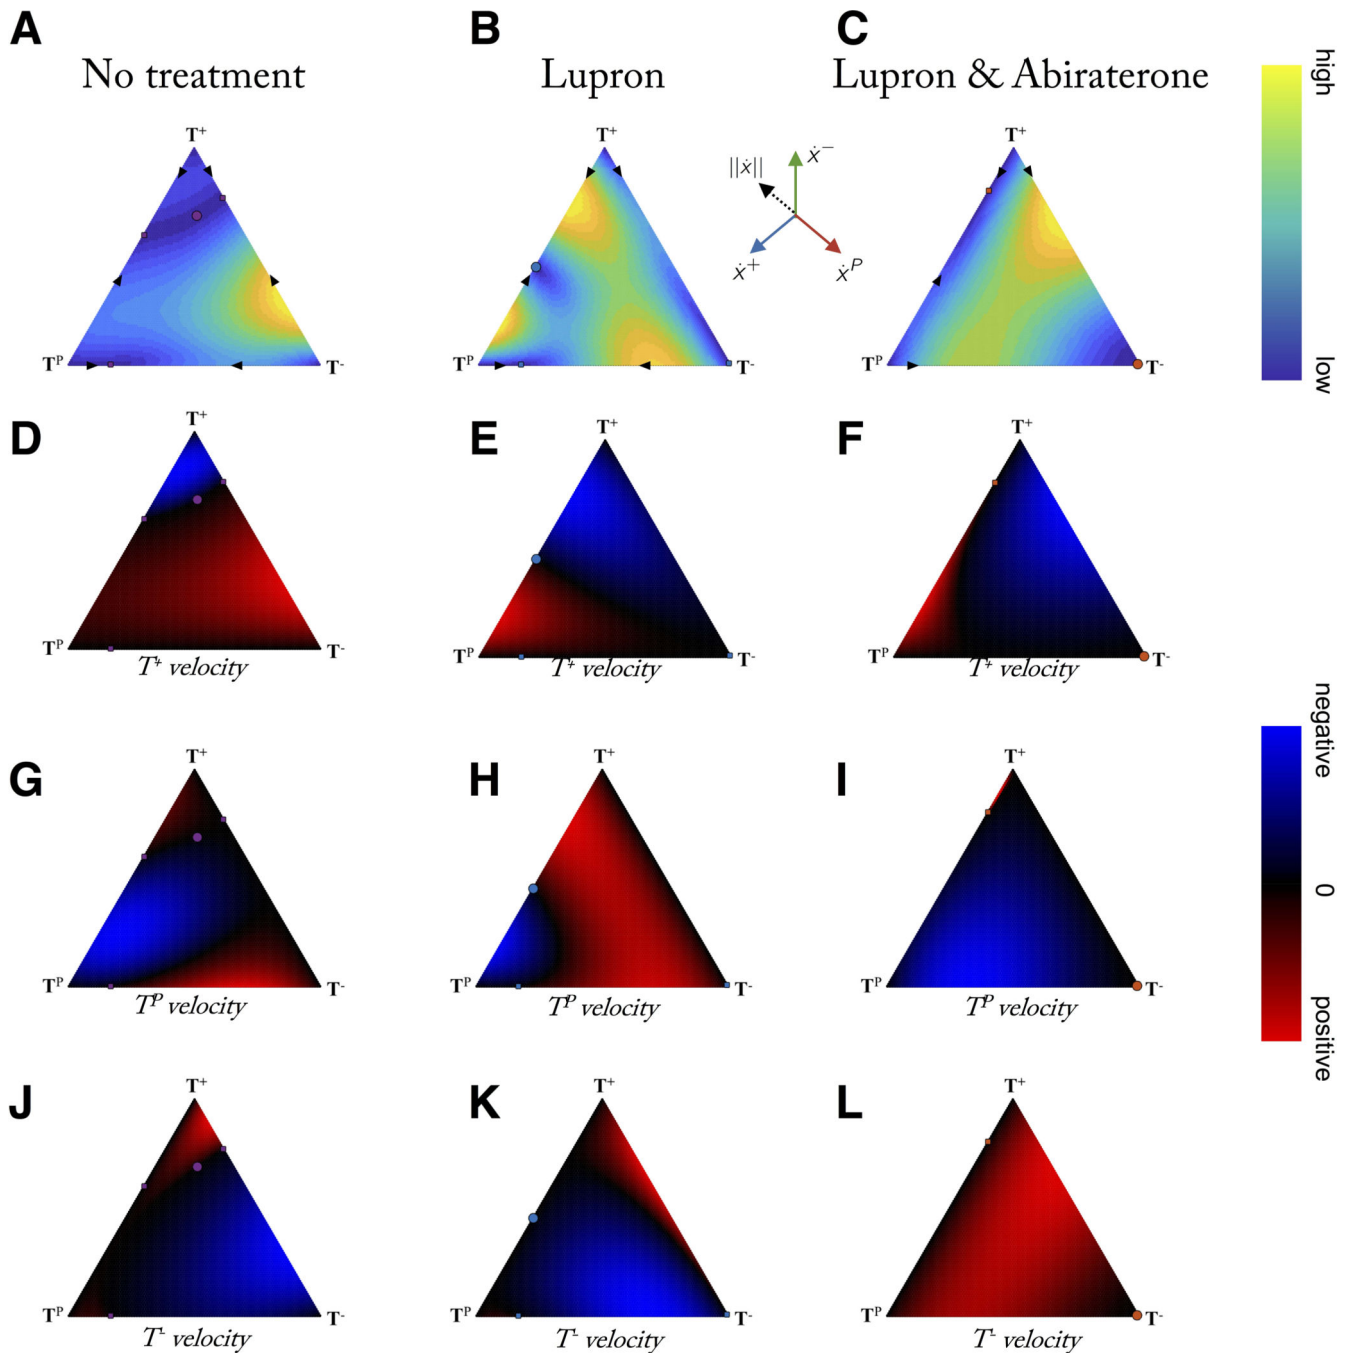 A
B
C
No treatment
Lupron
Lupron & Abiraterone
high
low
T⁺
Tᴾ
T⁻
T⁺
Tᴾ
T⁻
||ẋ||
ẋ⁻
ẋ⁺
ẋᴾ
T⁺
Tᴾ
T⁻
D
E
F
T⁺
Tᴾ
T⁻
T⁺ velocity
T⁺
Tᴾ
T⁻
T⁺ velocity
T⁺
Tᴾ
T⁻
T⁺ velocity
negative
0
positive
G
H
I
T⁺
Tᴾ
T⁻
Tᴾ velocity
T⁺
Tᴾ
T⁻
Tᴾ velocity
T⁺
Tᴾ
T⁻
Tᴾ velocity
J
K
L
T⁺
Tᴾ
T⁻
T⁻ velocity
T⁺
Tᴾ
T⁻
T⁻ velocity
T⁺
Tᴾ
T⁻
T⁻ velocity